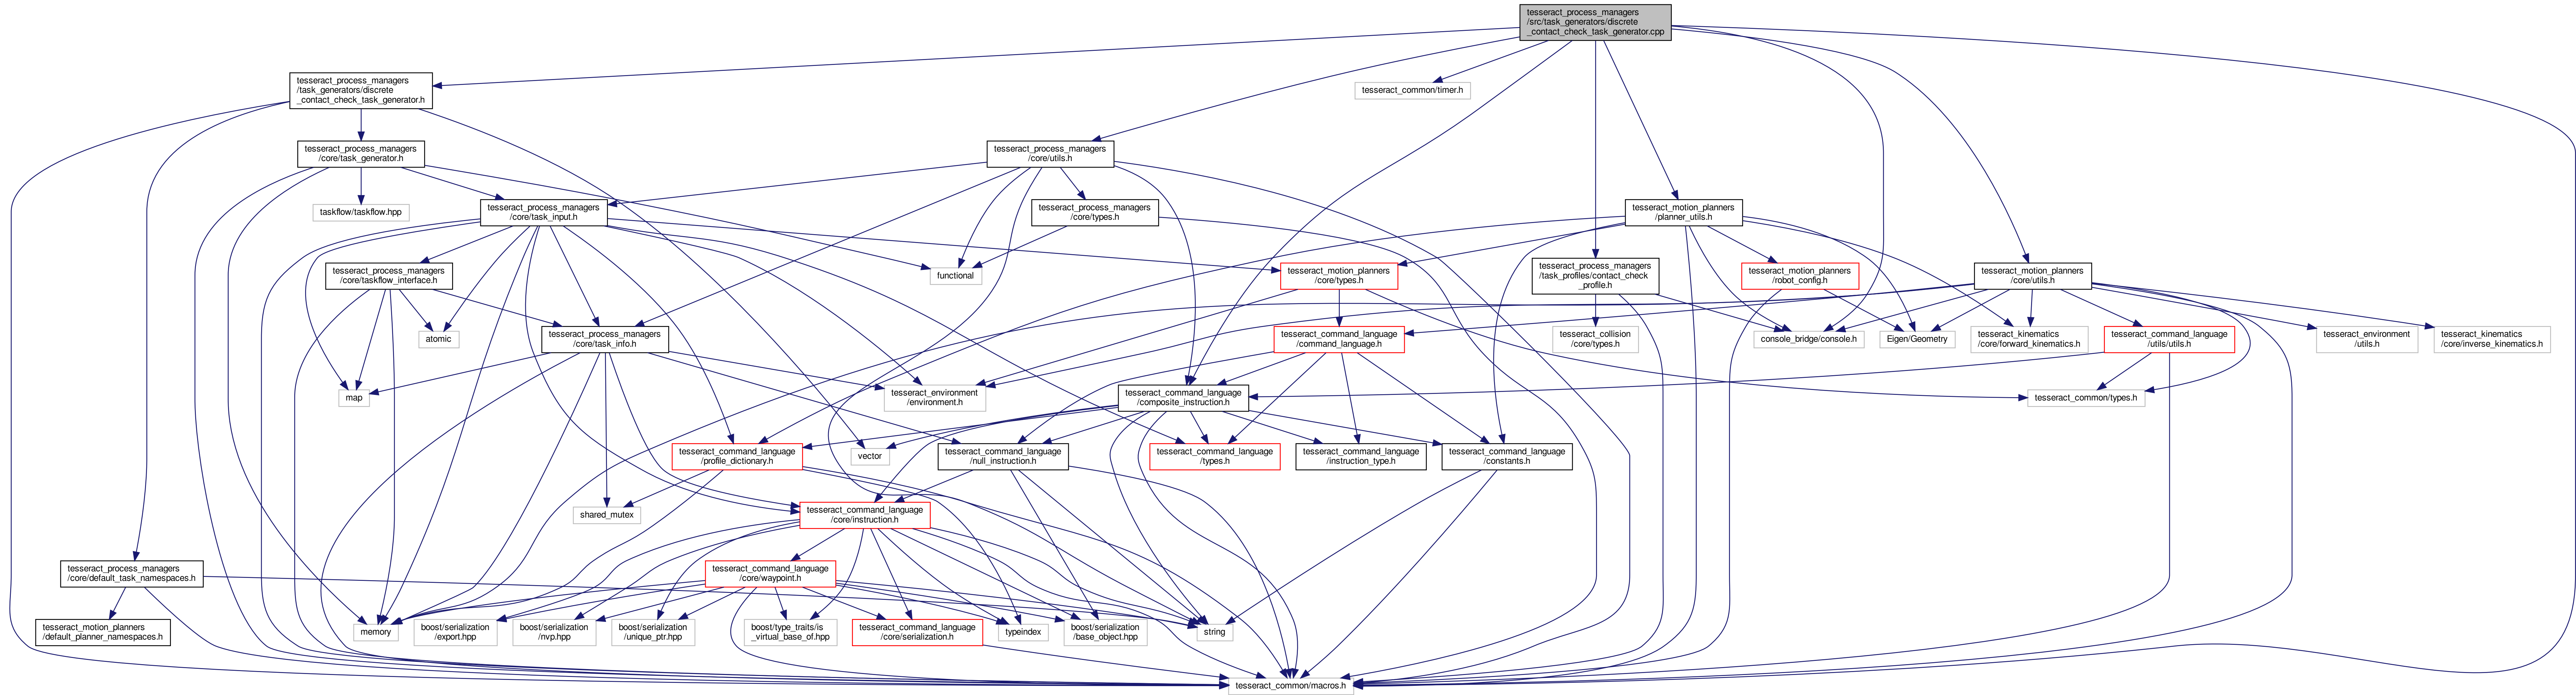 tesseract_process_managers
/src/task_generators/discrete
_contact_check_task_generator.cpp
tesseract_process_managers
/task_generators/discrete
_contact_check_task_generator.h
tesseract_common/timer.h
tesseract_process_managers
/core/task_generator.h
tesseract_process_managers
/core/utils.h
taskflow/taskflow.hpp
tesseract_process_managers
/core/task_input.h
tesseract_process_managers
/core/types.h
tesseract_motion_planners
/planner_utils.h
tesseract_process_managers
/core/taskflow_interface.h
functional
tesseract_motion_planners
/core/types.h
tesseract_process_managers
/task_profiles/contact_check
_profile.h
tesseract_motion_planners
/robot_config.h
tesseract_motion_planners
/core/utils.h
atomic
tesseract_process_managers
/core/task_info.h
tesseract_command_language
/command_language.h
tesseract_collision
/core/types.h
console_bridge/console.h
Eigen/Geometry
tesseract_kinematics
/core/forward_kinematics.h
tesseract_command_language
/utils/utils.h
tesseract_environment
/utils.h
tesseract_kinematics
/core/inverse_kinematics.h
map
tesseract_environment
/environment.h
tesseract_command_language
/composite_instruction.h
tesseract_common/types.h
tesseract_command_language
/profile_dictionary.h
vector
tesseract_command_language
/null_instruction.h
tesseract_command_language
/types.h
tesseract_command_language
/instruction_type.h
tesseract_command_language
/constants.h
shared_mutex
tesseract_command_language
/core/instruction.h
tesseract_process_managers
/core/default_task_namespaces.h
tesseract_command_language
/core/waypoint.h
tesseract_motion_planners
/default_planner_namespaces.h
memory
boost/serialization
/export.hpp
boost/serialization
/nvp.hpp
boost/serialization
/unique_ptr.hpp
boost/type_traits/is
_virtual_base_of.hpp
tesseract_command_language
/core/serialization.h
typeindex
boost/serialization
/base_object.hpp
string
tesseract_common/macros.h